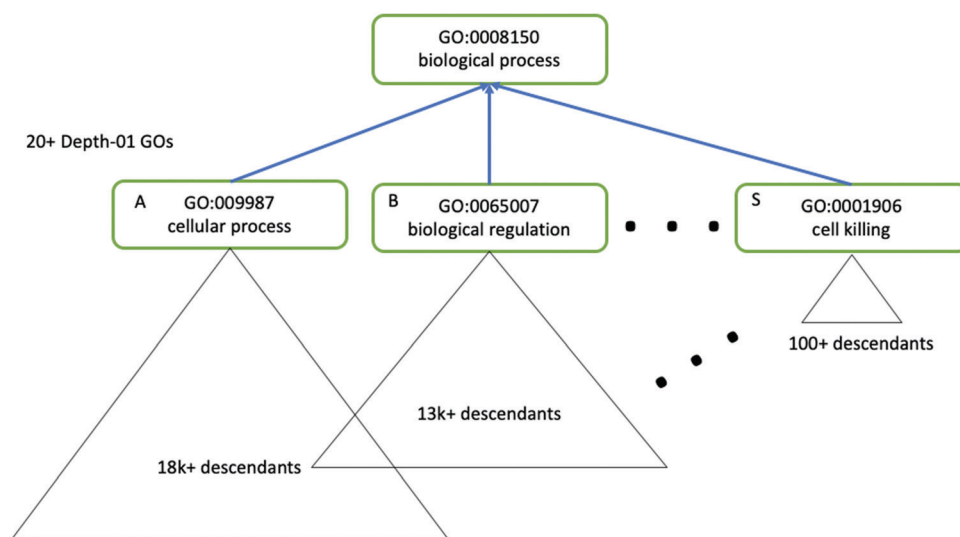 GO:0008150
biological process
20+ Depth-01 GOs
A
GO:009987
cellular process
B
GO:0065007
biological regulation
S
GO:0001906
cell killing
100+ descendants
13k+ descendants
18k+ descendants